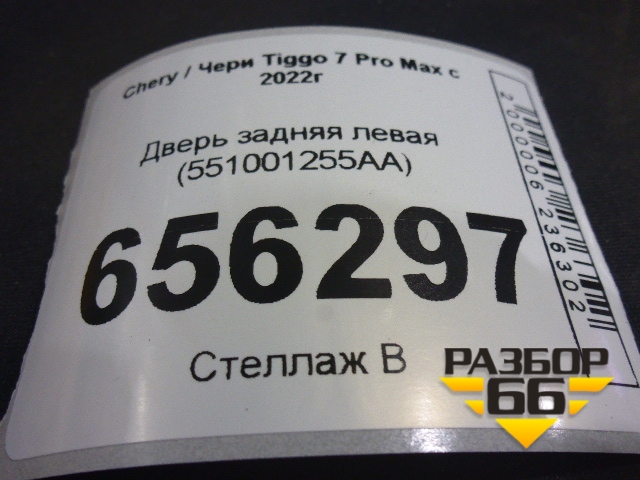 Chery / Чери Tiggo 7 Pro Max с
2022г
Дверь задняя левая
(551001255AA)
656297
Стеллаж В
2000006236302
РАЗБОР
66